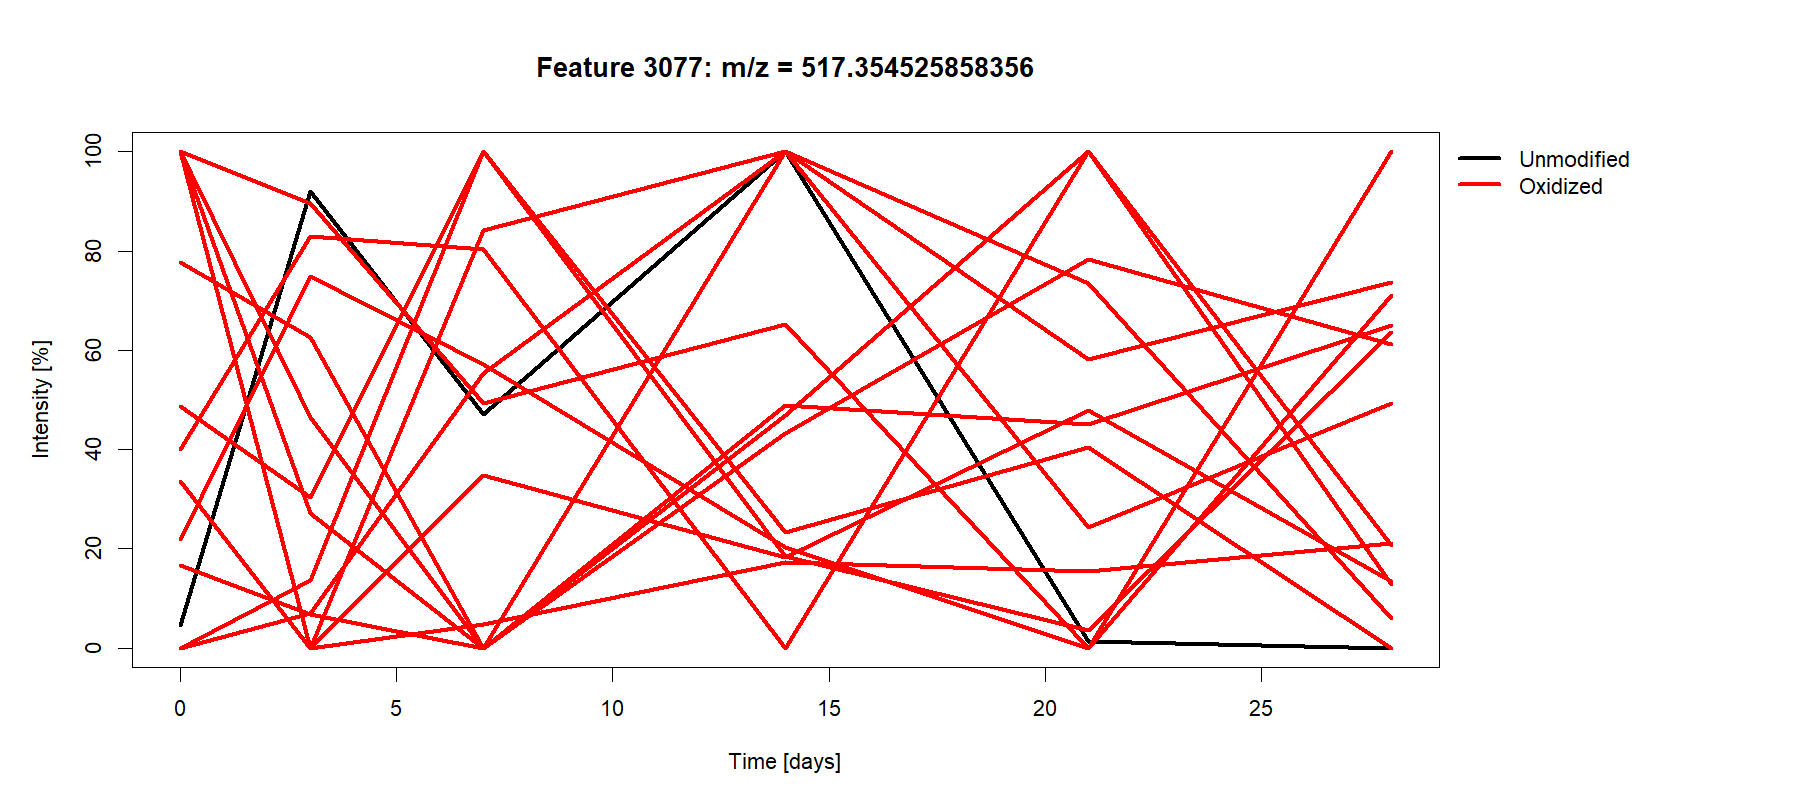 Feature 3077: m/z = 517.354525858356
Unmodified
Oxidized
100
80
60
40
20
0
Intensity [%]
0 5 10 15 20 25
Time [days]